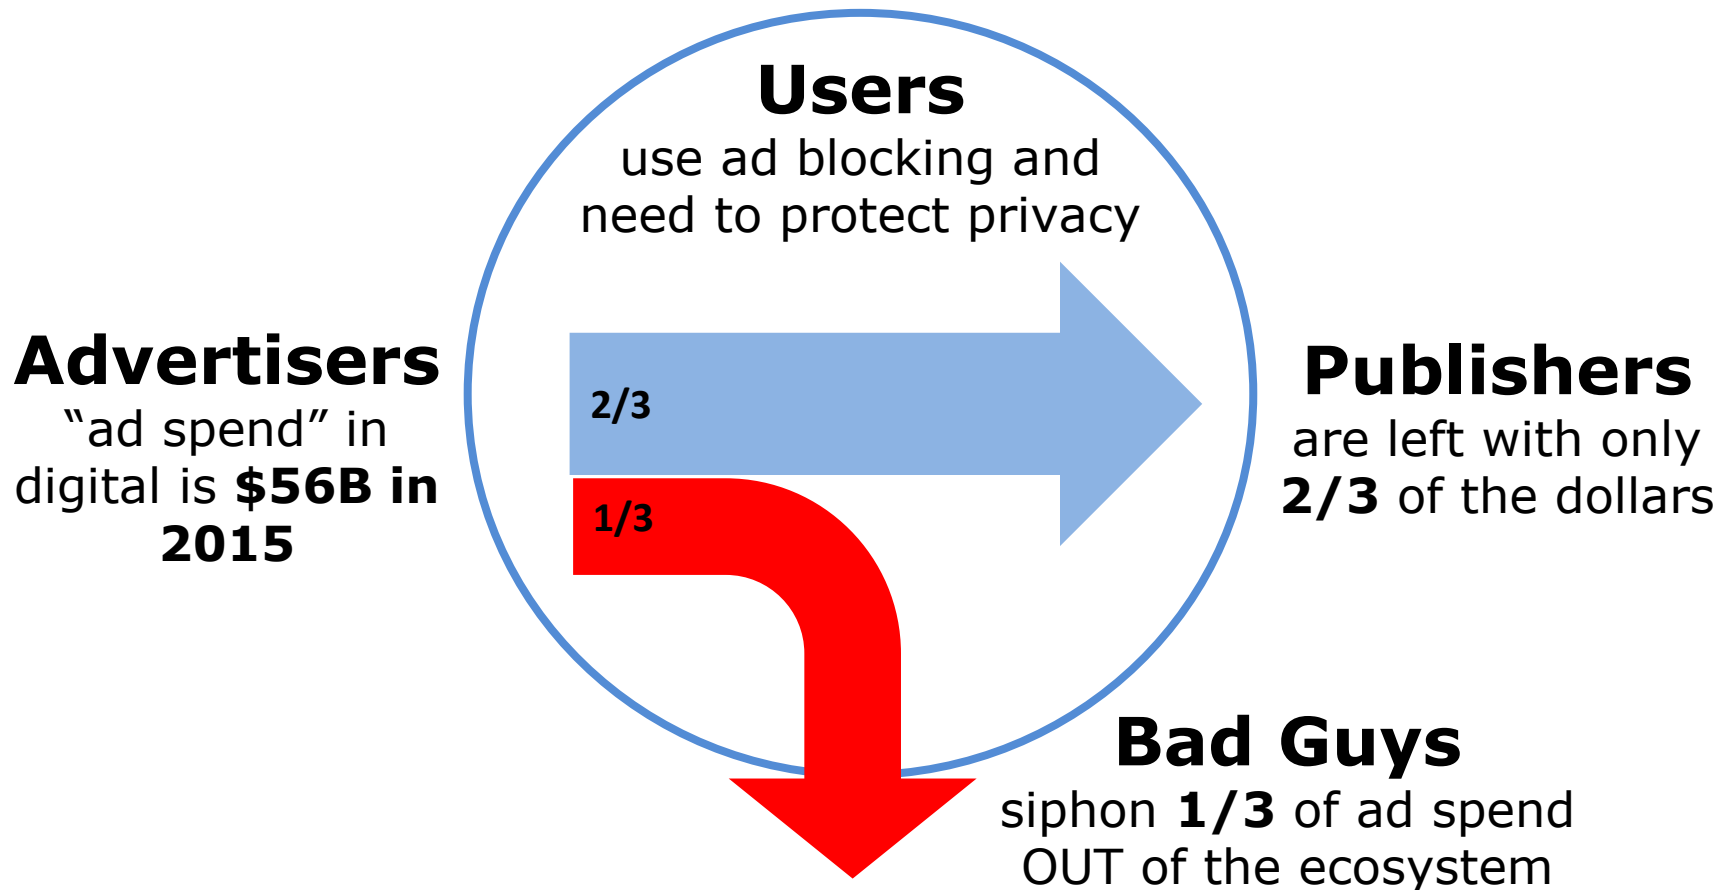 Users
use ad blocking and
need to protect privacy
Advertisers
“ad spend” in
digital is $56B in
2015
2/3
1/3
Publishers
are left with only
2/3 of the dollars
Bad Guys
siphon 1/3 of ad spend
OUT of the ecosystem